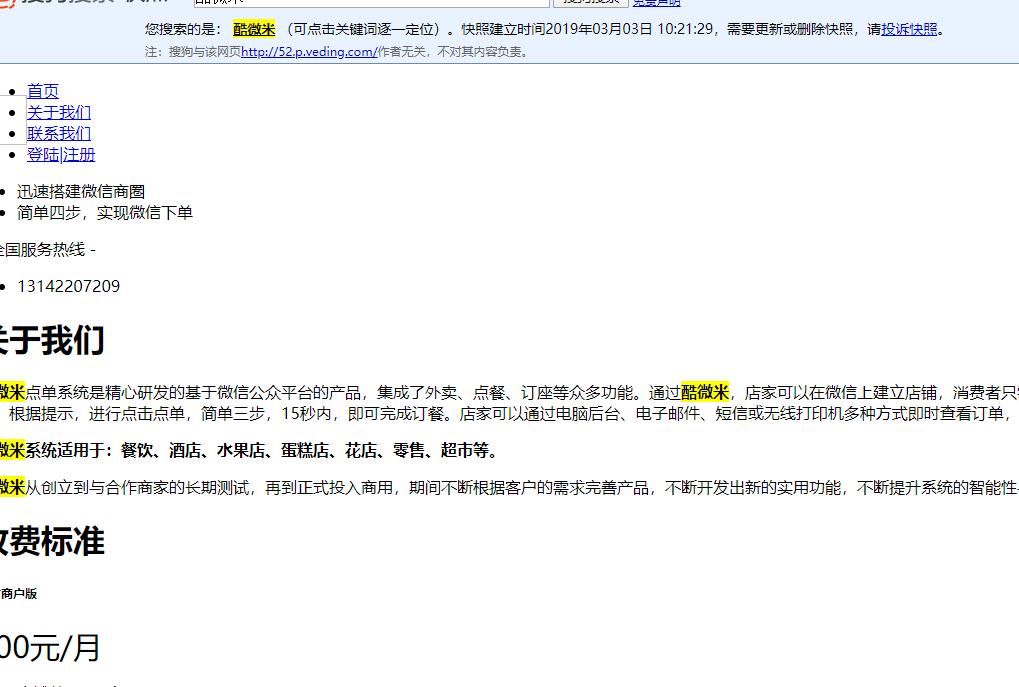 您搜索的是： 酷微米 （可点击关键词逐一定位）。快照建立时间2019年03月03日 10:21:29，需要更新或删除快照，请投诉快照。
注：搜狗与该网页http://52.p.veding.com/作者无关，不对其内容负责。
首页
关于我们
联系我们
登陆|注册
迅速搭建微信商圈
简单四步，实现微信下单
全国服务热线 -
13142207209
关于我们
微米点单系统是精心研发的基于微信公众平台的产品，集成了外卖、点餐、订座等众多功能。通过酷微米，店家可以在微信上建立店铺，消费者只
根据提示，进行点击点单，简单三步，15秒内，即可完成订餐。店家可以通过电脑后台、电子邮件、短信或无线打印机多种方式即时查看订单，
微米系统适用于：餐饮、酒店、水果店、蛋糕店、花店、零售、超市等。
微米从创立到与合作商家的长期测试，再到正式投入商用，期间不断根据客户的需求完善产品，不断开发出新的实用功能，不断提升系统的智能性
收费标准
商户版
00元/月